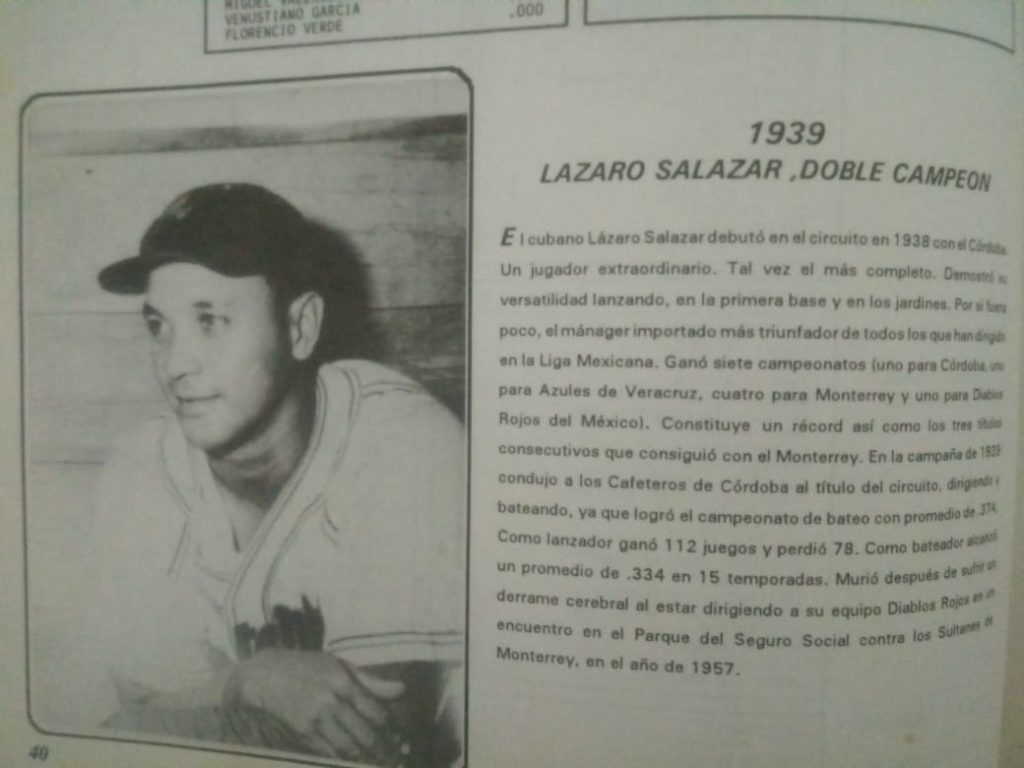 MIGUEL
VENUSTIANO GARCIA .000
FLORENCIO VERDE
1939
LAZARO SALAZAR ,DOBLE CAMPEON
El cubano Lázaro Salazar debutó en el circuito en 1938 con el Córdoba.
Un jugador extraordinario. Tal vez el más completo. Demostró su
versatilidad lanzando, en la primera base y en los jardines. Por si fuera
poco, el mánager importado más triunfador de todos los que han dirigido
en la Liga Mexicana. Ganó siete campeonatos (uno para Córdoba, uno
para Azules de Veracruz, cuatro para Monterrey y uno para Diablos
Rojos del México). Constituye un récord así como los tres títulos
consecutivos que consiguió con el Monterrey. En la campaña de 1939
condujo a los Cafeteros de Córdoba al título del circuito, dirigiendo y
bateando, ya que logró el campeonato de bateo con promedio de .374.
Como lanzador ganó 112 juegos y perdió 78. Como bateador alcanzó
un promedio de .334 en 15 temporadas. Murió después de sufrir un
derrame cerebral al estar dirigiendo a su equipo Diablos Rojos en un
encuentro en el Parque del Seguro Social contra los Sultanes de
Monterrey, en el año de 1957.
40